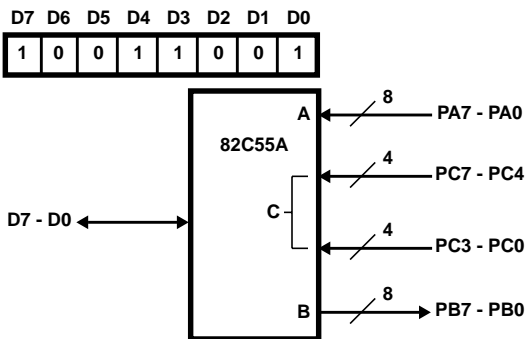 D7 D6 D5 D4 D3 D2 D1 D0
1 0 0 1 1 0 0 1
A 8 PA7 - PA0
82C55A
4 PC7 - PC4
C
D7 - D0
4 PC3 - PC0
B 8 PB7 - PB0